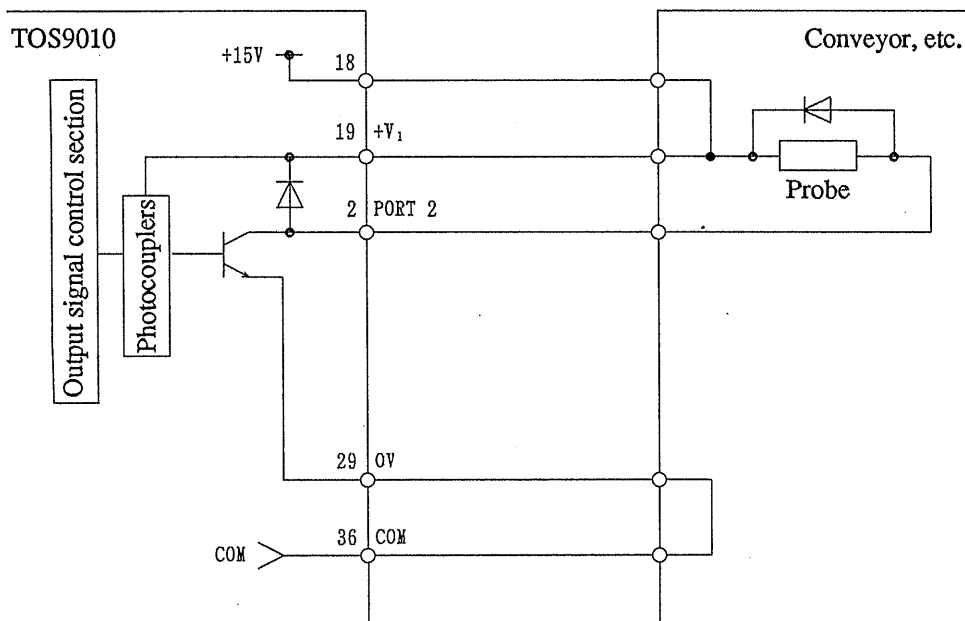 TOS9010
Conveyor, etc.
+15V
18
19 +V₁
2 PORT 2
Probe
Output signal control section
Photocouplers
29 0V
36 COM
COM